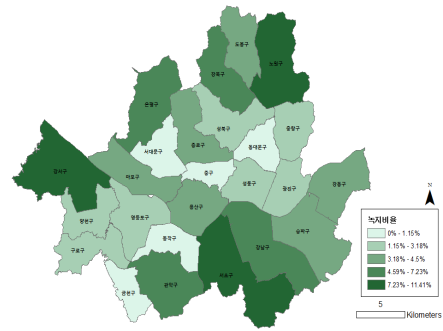 도봉구
노원구
강북구
은평구
성북구
중랑구
종로구
서대문구
동대문구
강서구
마포구
중구
성동구
광진구
강동구
용산구
양천구
영등포구
송파구
동작구
강남구
구로구
서초구
관악구
금천구
N
녹지비율
0% - 1.15%
1.15% - 3.18%
3.18% - 4.5%
4.59% - 7.23%
7.23% - 11.41%
5
Kilometers